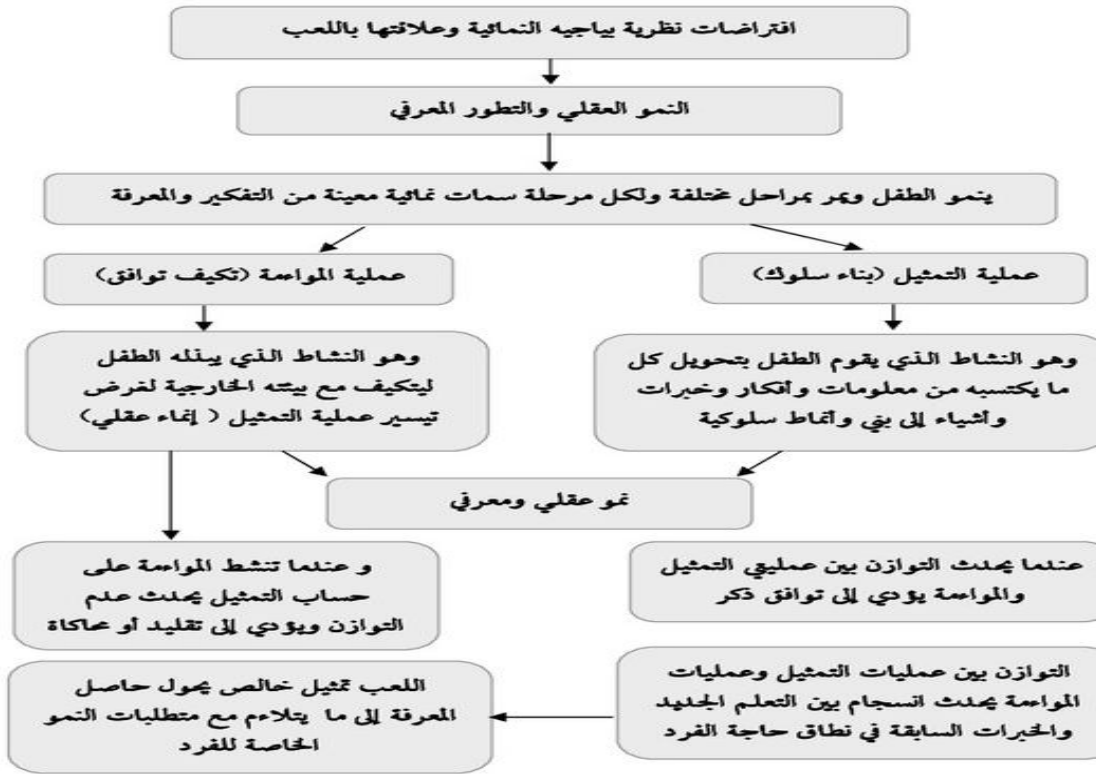 افتراضات نظرية بياجيه النمائية وعلاقتها باللعب
النمو العقلي والتطور المعرفي
ينمو الطفل ويمر بمراحل مختلفة ولكل مرحلة سمات نمائية معينة من التفكير والمعرفة
عملية التمثيل (بناء سلوك)
عملية المواءمة (تكيف توافق)
وهو النشاط الذي يقوم الطفل بتحويل كل
ما يكتسبه من معلومات وأفكار وخبرات
وأشياء إلى بني وأنماط سلوكية
وهو النشاط الذي يبذله الطفل
ليتكيف مع بيئته الخارجية لغرض
تيسير عملية التمثيل ( إنماء عقلي)
نمو عقلي ومعرفي
عندما يحدث التوازن بين عمليتي التمثيل
والمواءمة يؤدي إلى توافق ذكر
و عندما تنشط المواءمة على
حساب التمثيل يحدث عدم
التوازن ويؤدي إلى تقليد أو محاكاة
التوازن بين عمليات التمثيل وعمليات
المواءمة يحدث انسجام بين التعلم الجديد
والخبرات السابقة في نطاق حاجة الفرد
اللعب تمثيل خالص يحول حاصل
المعرفة إلى ما يتلاءم مع متطلبات النمو
الخاصة للفرد